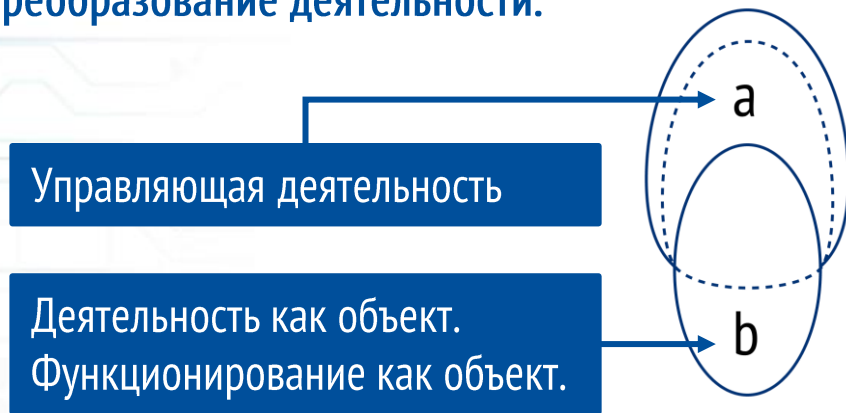 реобразование деятельности.
a
Управляющая деятельность
Деятельность как объект.
Функционирование как объект.
b